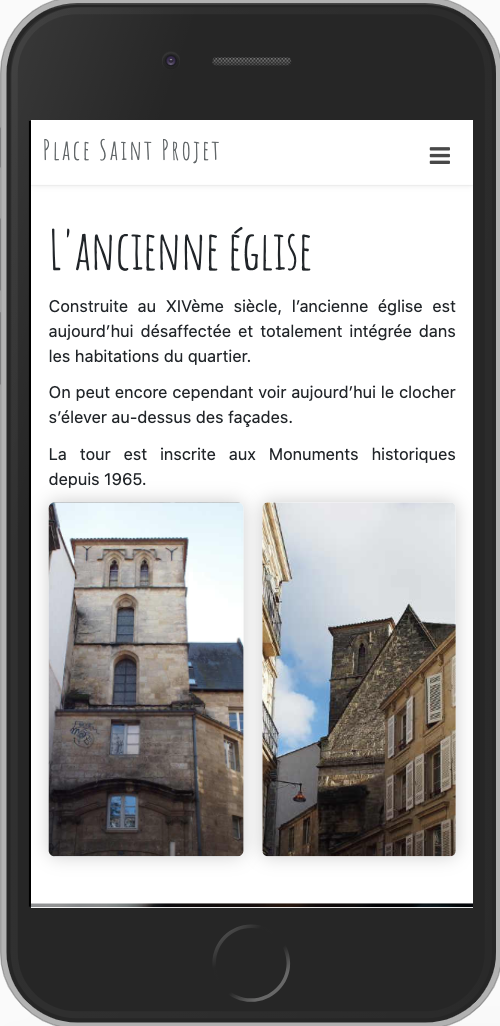 Place Saint Projet
L'ancienne église
Construite au XIVème siècle, l’ancienne église est
aujourd’hui désaffectée et totalement intégrée dans
les habitations du quartier.
On peut encore cependant voir aujourd’hui le clocher
s’élever au-dessus des façades.
La tour est inscrite aux Monuments historiques
depuis 1965.